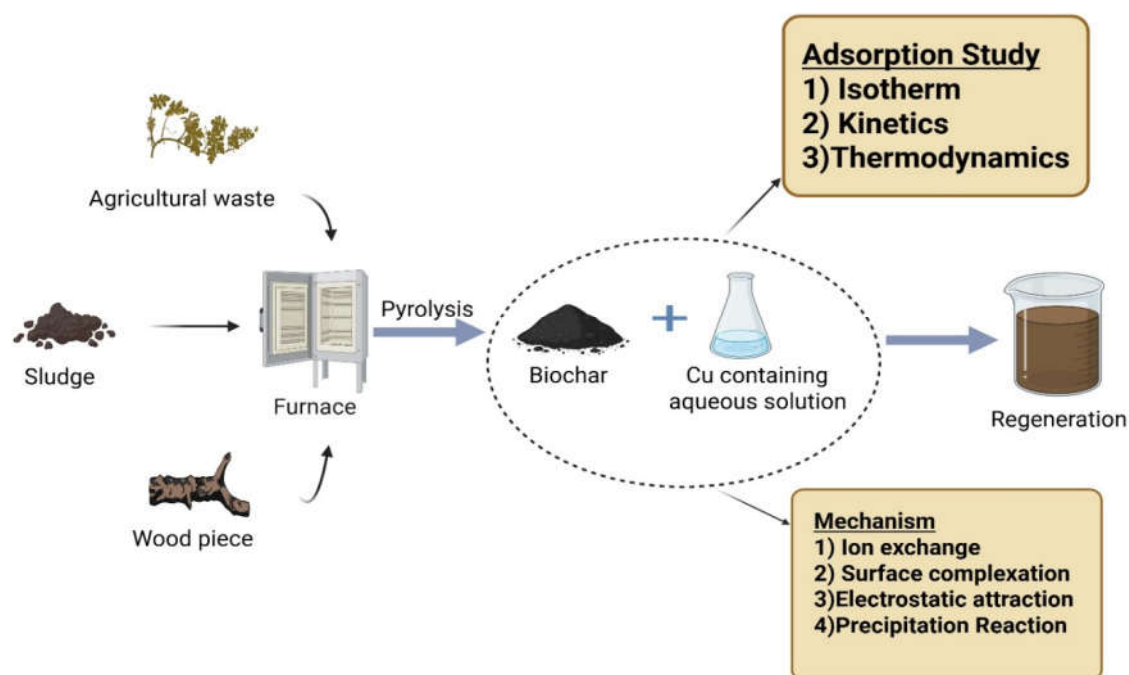 Adsorption Study
1) Isotherm
2) Kinetics
3)Thermodynamics
Agricultural waste
Sludge
Furnace
Wood piece
Pyrolysis
Biochar
+
Cu containing
aqueous solution
Regeneration
Mechanism
1) Ion exchange
2) Surface complexation
3)Electrostatic attraction
4)Precipitation Reaction